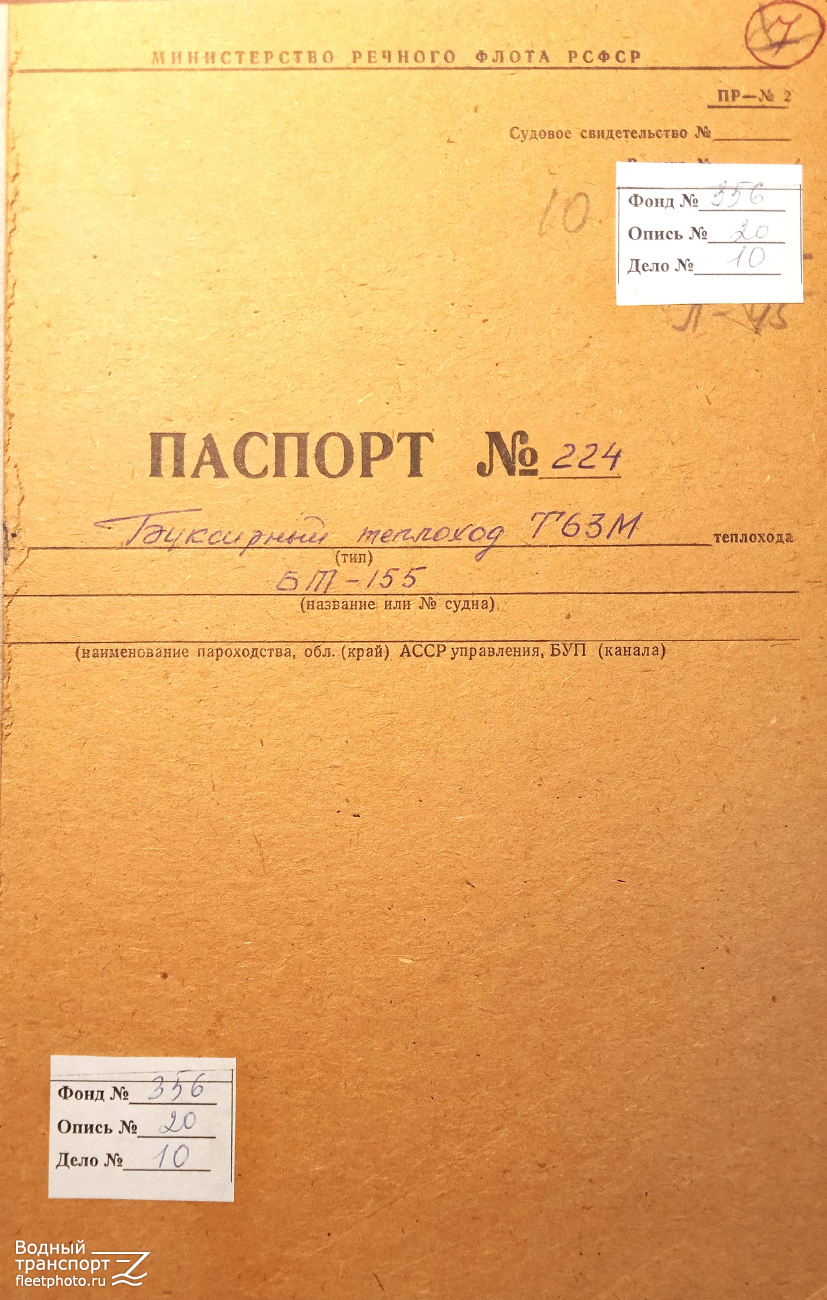 7
МИНИСТЕРСТВО РЕЧНОГО ФЛОТА РСФСР
ПР—№ 2
Судовое свидетельство №
10.
Фонд № 356
Опись № 20
Дело № 10
ПАСПОРТ № 224
Буксирный теплоход Т63М теплохода
(тип)
БТ-155
(название или № судна)
(наименование пароходства, обл. (край) АССР управления, БУП (канала)
Фонд № 356
Опись № 20
Дело № 10
Водный
транспорт
fleetphoto.ru